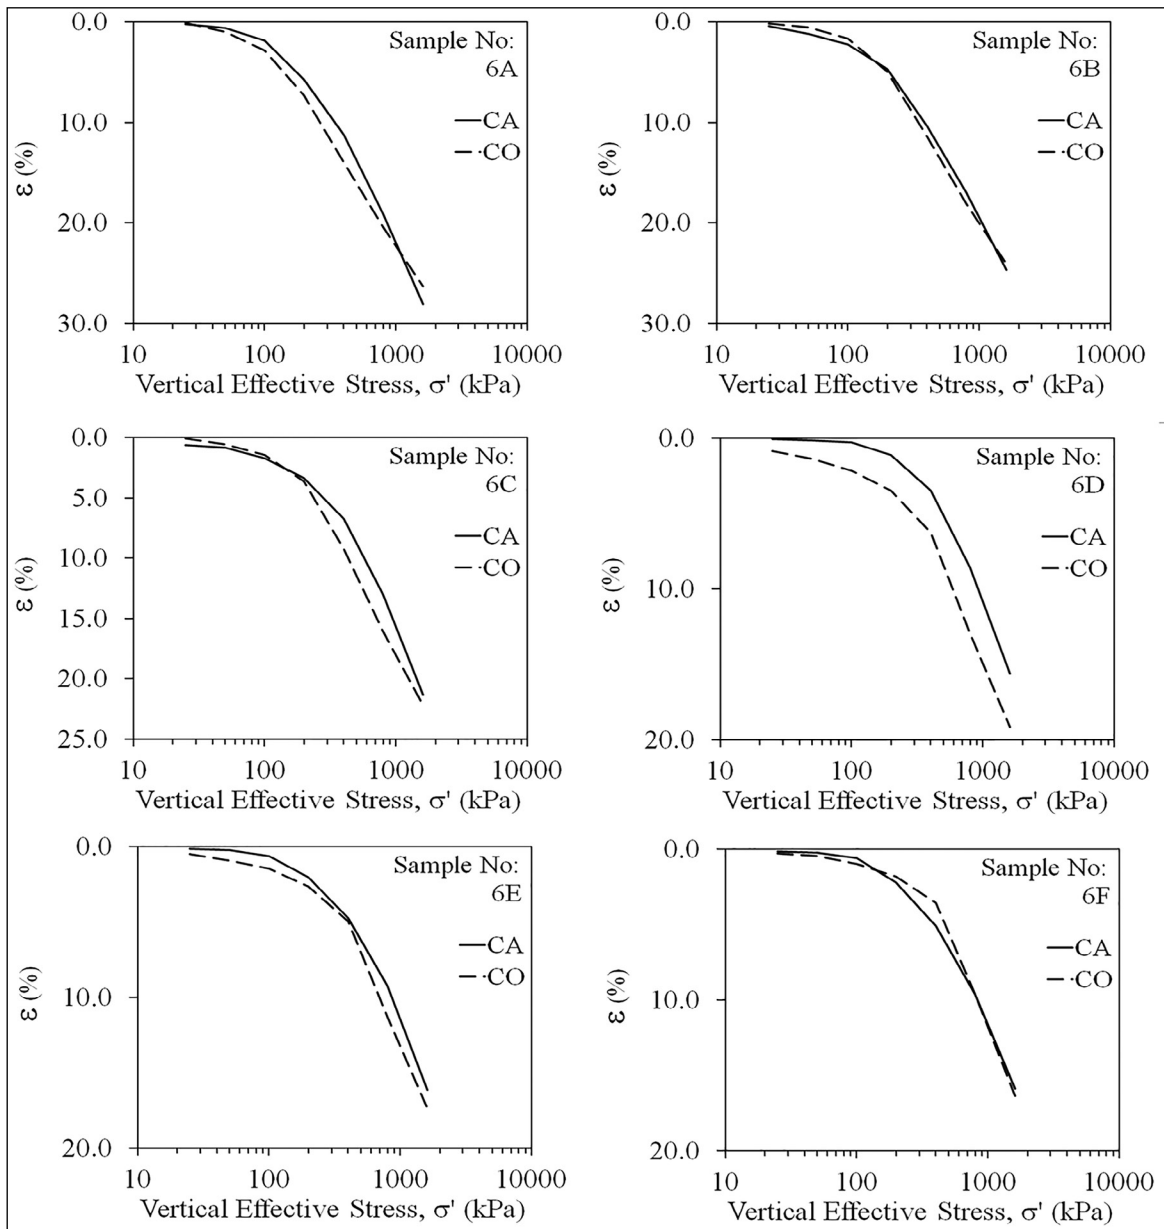 0.0
10.0
20.0
30.0
ε (%)
Sample No:
6A
CA
CO
10 100 1000 10000
Vertical Effective Stress, σ' (kPa)
0.0
10.0
20.0
30.0
ε (%)
Sample No:
6B
CA
CO
10 100 1000 10000
Vertical Effective Stress, σ' (kPa)
0.0
5.0
10.0
15.0
20.0
25.0
ε (%)
Sample No:
6C
CA
CO
10 100 1000 10000
Vertical Effective Stress, σ' (kPa)
0.0
10.0
20.0
ε (%)
Sample No:
6D
CA
CO
10 100 1000 10000
Vertical Effective Stress, σ' (kPa)
0.0
10.0
20.0
ε (%)
Sample No:
6E
CA
CO
10 100 1000 10000
Vertical Effective Stress, σ' (kPa)
0.0
10.0
20.0
ε (%)
Sample No:
6F
CA
CO
10 100 1000 10000
Vertical Effective Stress, σ' (kPa)